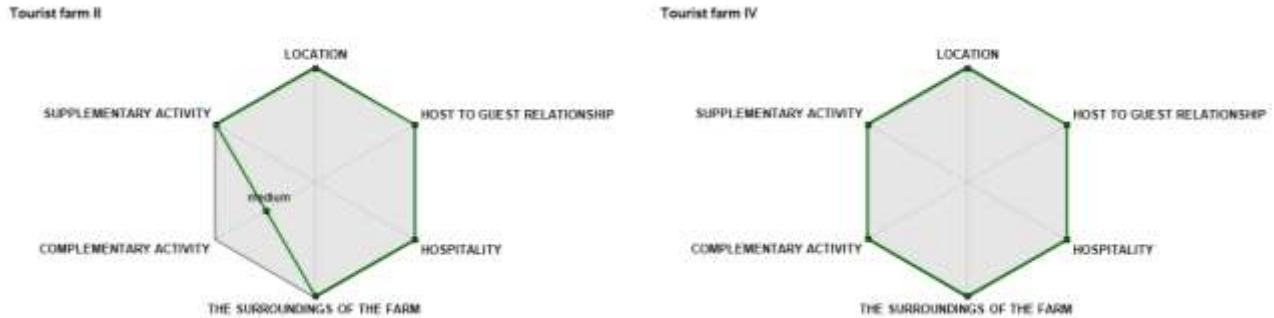 Tourist farm II
LOCATION
SUPPLEMENTARY ACTIVITY
HOST TO GUEST RELATIONSHIP
medium
COMPLEMENTARY ACTIVITY
HOSPITALITY
THE SURROUNDINGS OF THE FARM
Tourist farm IV
LOCATION
SUPPLEMENTARY ACTIVITY
HOST TO GUEST RELATIONSHIP
COMPLEMENTARY ACTIVITY
HOSPITALITY
THE SURROUNDINGS OF THE FARM